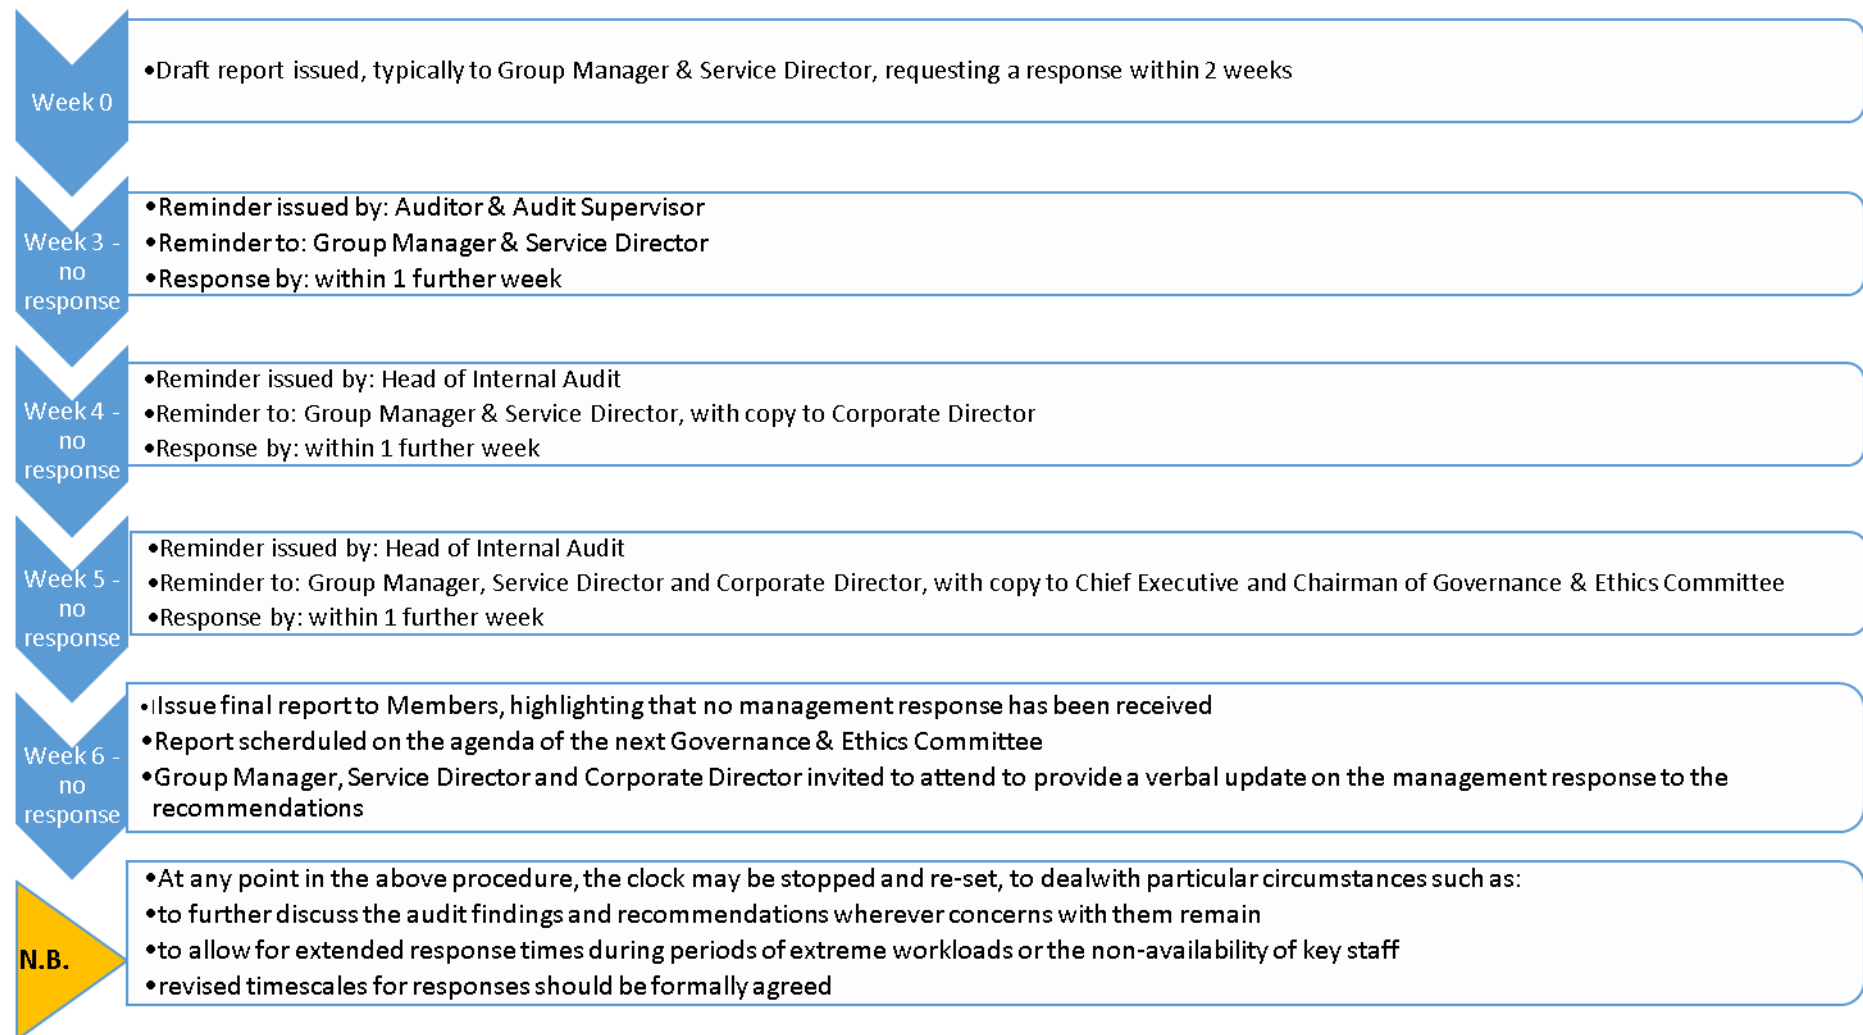 Week 0
•Draft report issued, typically to Group Manager & Service Director, requesting a response within 2 weeks
Week 3 -
no
response
•Reminder issued by: Auditor & Audit Supervisor
•Reminder to: Group Manager & Service Director
•Response by: within 1 further week
Week 4 -
no
response
•Reminder issued by: Head of Internal Audit
•Reminder to: Group Manager & Service Director, with copy to Corporate Director
•Response by: within 1 further week
Week 5 -
no
response
•Reminder issued by: Head of Internal Audit
•Reminder to: Group Manager, Service Director and Corporate Director, with copy to Chief Executive and Chairman of Governance & Ethics Committee
•Response by: within 1 further week
Week 6 -
no
response
•IIssue final report to Members, highlighting that no management response has been received
•Report scherduled on the agenda of the next Governance & Ethics Committee
•Group Manager, Service Director and Corporate Director invited to attend to provide a verbal update on the management response to the
recommendations
N.B.
•At any point in the above procedure, the clock may be stopped and re-set, to dealwith particular circumstances such as:
•to further discuss the audit findings and recommendations wherever concerns with them remain
•to allow for extended response times during periods of extreme workloads or the non-availability of key staff
•revised timescales for responses should be formally agreed